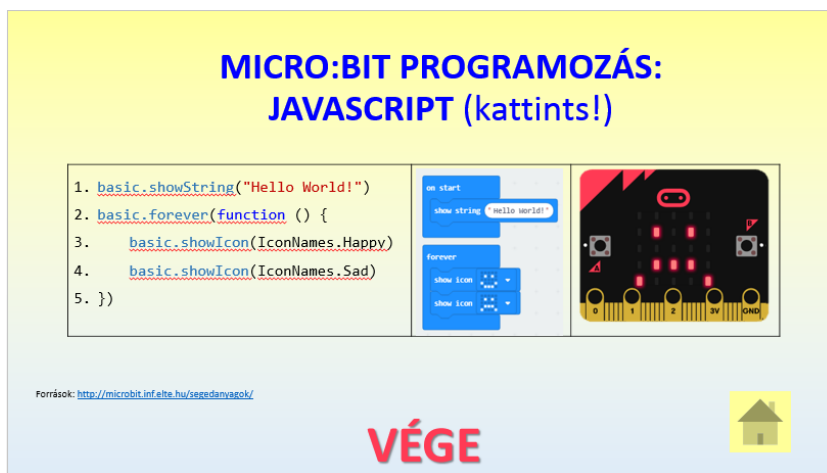 MICRO:BIT PROGRAMOZÁS:
JAVASCRIPT (kattints!)
1. basic.showString("Hello World!")
2. basic.forever(function () {
3. basic.showIcon(IconNames.Happy)
4. basic.showIcon(IconNames.Sad)
5. })
on start
show string "Hello World!"
forever
show icon
show icon
A
B
0 1 2 3V GND
Források: http://microbit.inf.elte.hu/segedanyagok/
VÉGE